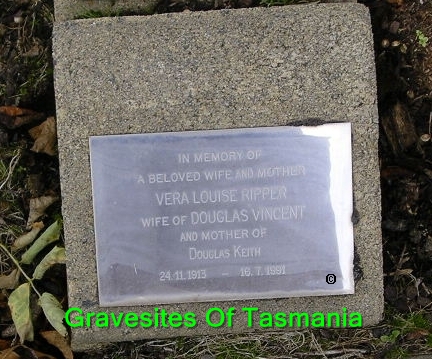 IN MEMORY OF
A BELOVED WIFE AND MOTHER
VERA LOUISE RIPPER
WIFE OF DOUGLAS VINCENT
AND MOTHER OF
DOUGLAS KEITH
24.11.1913 – 16.7.1991
©
Gravesites Of Tasmania